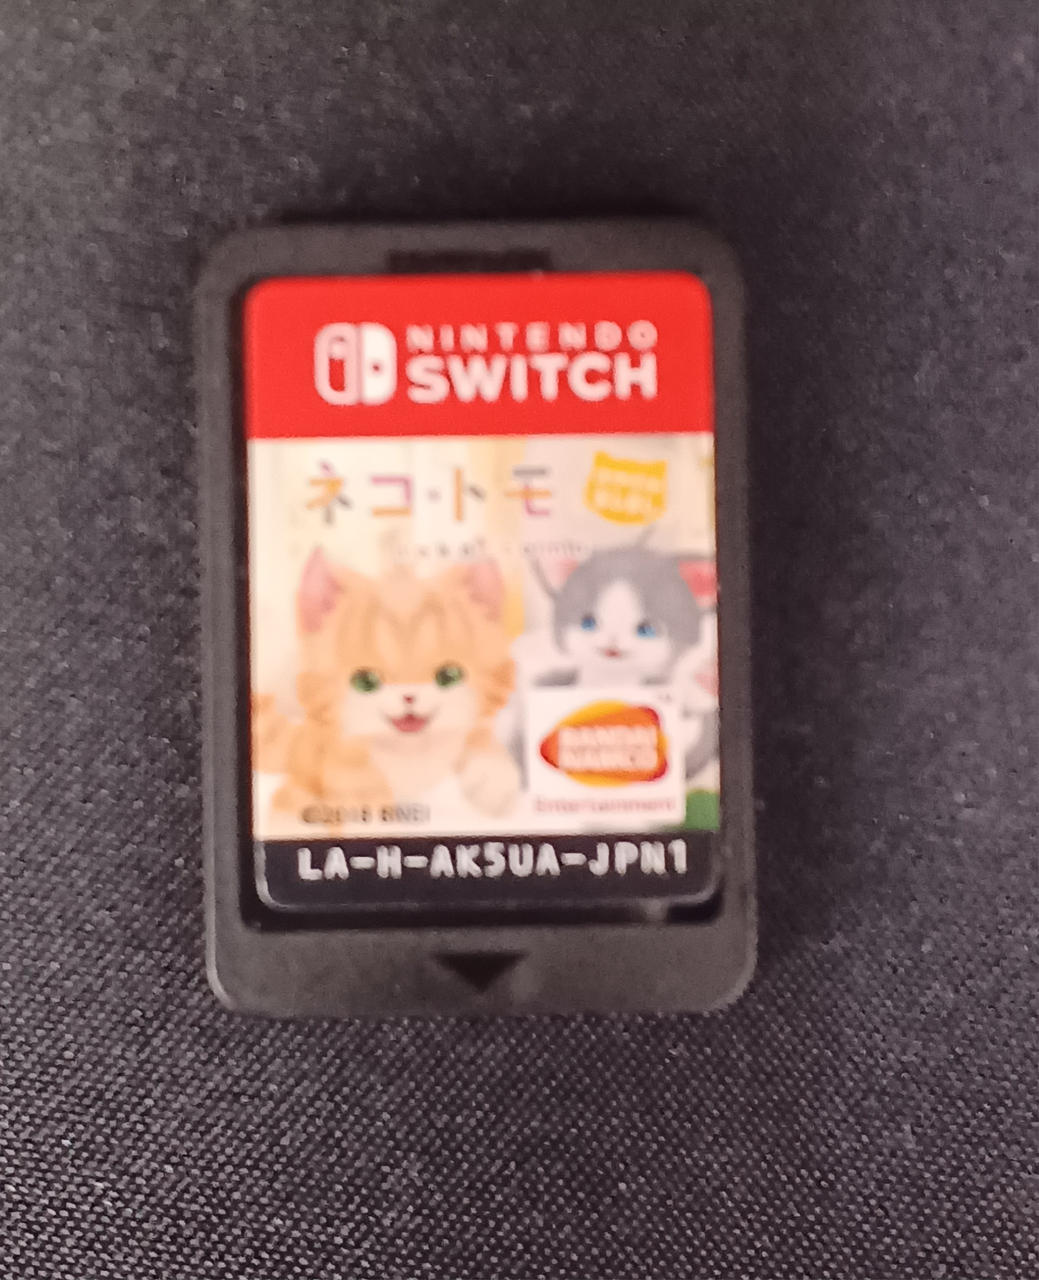 NINTENDO
SWITCH
ネコ・トモ
BANDAI
NAMCO
Entertainment
©2018 BNEI
LA-H-AK5UA-JPN1